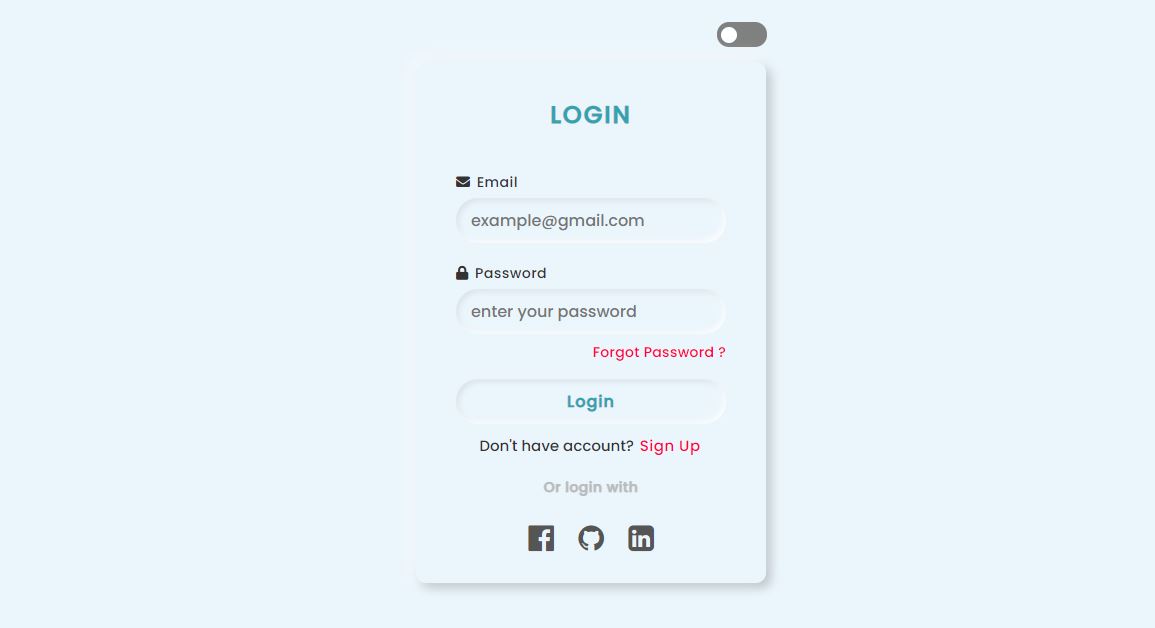 LOGIN
Email
example@gmail.com
Password
enter your password
Forgot Password ?
Login
Don't have account? Sign Up
Or login with